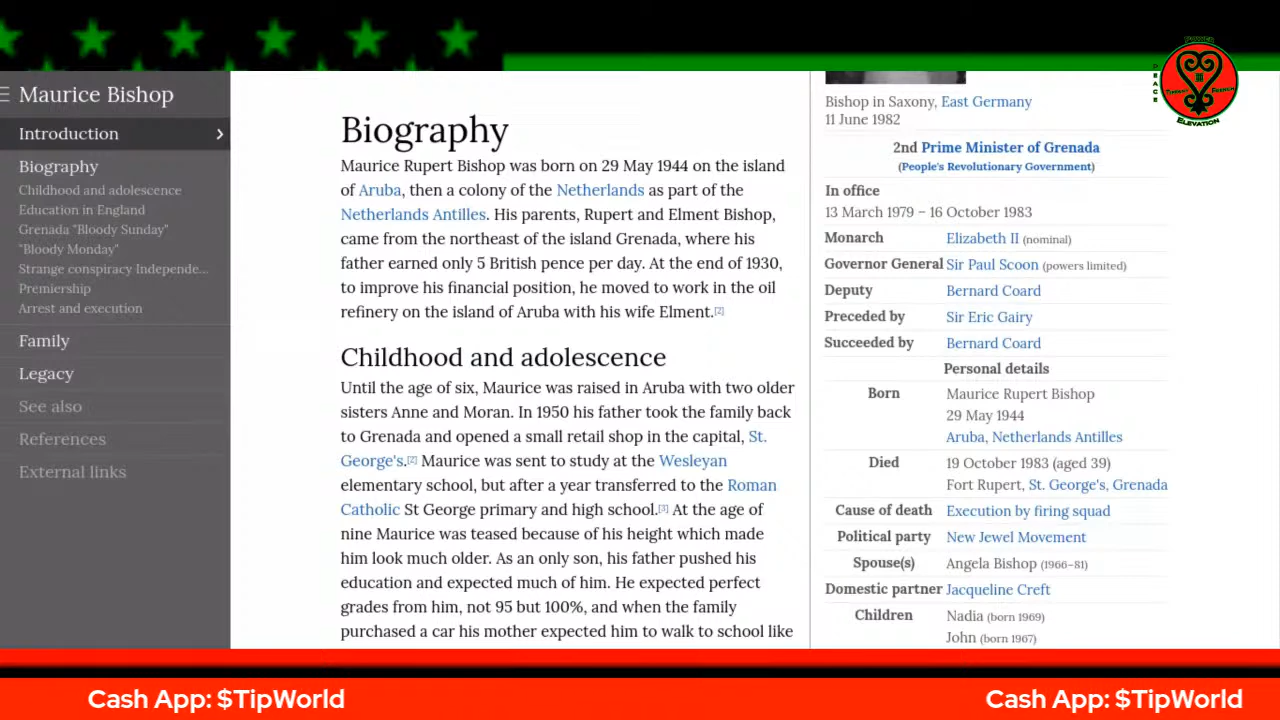 Maurice Bishop
Introduction
Biography
Childhood and adolescence
Education in England
Grenada "Bloody Sunday"
"Bloody Monday"
Strange conspiracy Independe...
Premiership
Arrest and execution
Family
Legacy
See also
References
External links
Biography
Maurice Rupert Bishop was born on 29 May 1944 on the island
of Aruba, then a colony of the Netherlands as part of the
Netherlands Antilles. His parents, Rupert and Elment Bishop,
came from the northeast of the island Grenada, where his
father earned only 5 British pence per day. At the end of 1930,
to improve his financial position, he moved to work in the oil
refinery on the island of Aruba with his wife Elment.[2]
Childhood and adolescence
Until the age of six, Maurice was raised in Aruba with two older
sisters Anne and Moran. In 1950 his father took the family back
to Grenada and opened a small retail shop in the capital, St.
George's.[2] Maurice was sent to study at the Wesleyan
elementary school, but after a year transferred to the Roman
Catholic St George primary and high school.[3] At the age of
nine Maurice was teased because of his height which made
him look much older. As an only son, his father pushed his
education and expected much of him. He expected perfect
grades from him, not 95 but 100%, and when the family
purchased a car his mother expected him to walk to school like
Bishop in Saxony, East Germany
11 June 1982
2nd Prime Minister of Grenada
(People's Revolutionary Government)
In office
13 March 1979 – 16 October 1983
Monarch Elizabeth II (nominal)
Governor General Sir Paul Scoon (powers limited)
Deputy Bernard Coard
Preceded by Sir Eric Gairy
Succeeded by Bernard Coard
Personal details
Born Maurice Rupert Bishop
29 May 1944
Aruba, Netherlands Antilles
Died 19 October 1983 (aged 39)
Fort Rupert, St. George's, Grenada
Cause of death Execution by firing squad
Political party New Jewel Movement
Spouse(s) Angela Bishop (1966–81)
Domestic partner Jacqueline Creft
Children Nadia (born 1969)
John (born 1967)
POWER
PEACE
Elevation
Cash App: $TipWorld
Cash App: $TipWorld